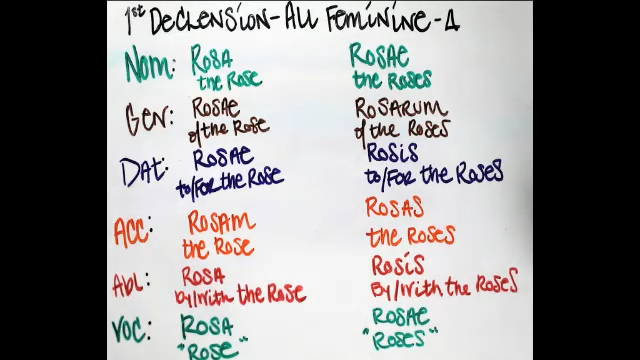 1st Declension - All Feminine - A
Nom: Rosa Rosae
the Rose the Roses
Gen: Rosae Rosarum
of the Rose of the Roses
Dat: Rosae Rosis
to/For the Rose to/For the Roses
Acc: Rosam Rosas
the Rose the Roses
Abl: Rosa Rosis
By/with the Rose By/with the Roses
Voc: Rosa Rosae
"Rose" "Roses"